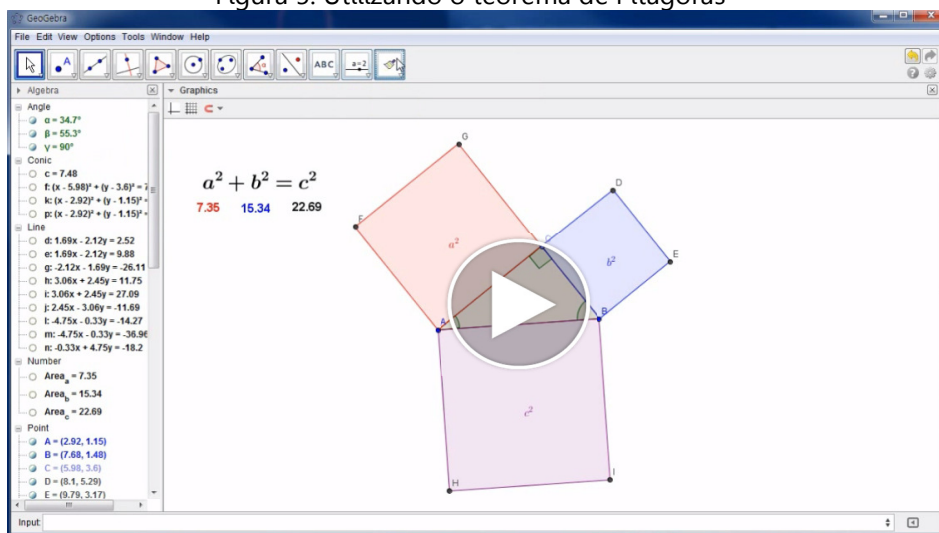 Figura 5: Utilizando o teorema de Pitágoras
GeoGebra
File Edit View Options Tools Window Help
A
α
ABC
a=2
Algebra
Graphics
Angle
α = 34.7°
β = 55.3°
γ = 90°
Conic
c = 7.48
f: (x - 5.98)² + (y - 3.6)² = 7
k: (x - 2.92)² + (y - 1.15)² =
p: (x - 2.92)² + (y - 1.15)² =
Line
d: 1.69x - 2.12y = 2.52
e: 1.69x - 2.12y = 9.88
g: -2.12x - 1.69y = -26.11
h: 3.06x + 2.45y = 11.75
i: 3.06x + 2.45y = 27.09
j: 2.45x - 3.06y = -11.69
l: -4.75x - 0.33y = -14.27
m: -4.75x - 0.33y = -36.96
n: -0.33x + 4.75y = -18.2
Number
Areaₐ = 7.35
Area_b = 15.34
Area_c = 22.69
Point
A = (2.92, 1.15)
B = (7.68, 1.48)
C = (5.98, 3.6)
D = (8.1, 5.29)
E = (9.79, 3.17)
a² + b² = c²
7.35 15.34 22.69
G
D
F
a²
C
b²
E
A
B
c²
H
I
Input: